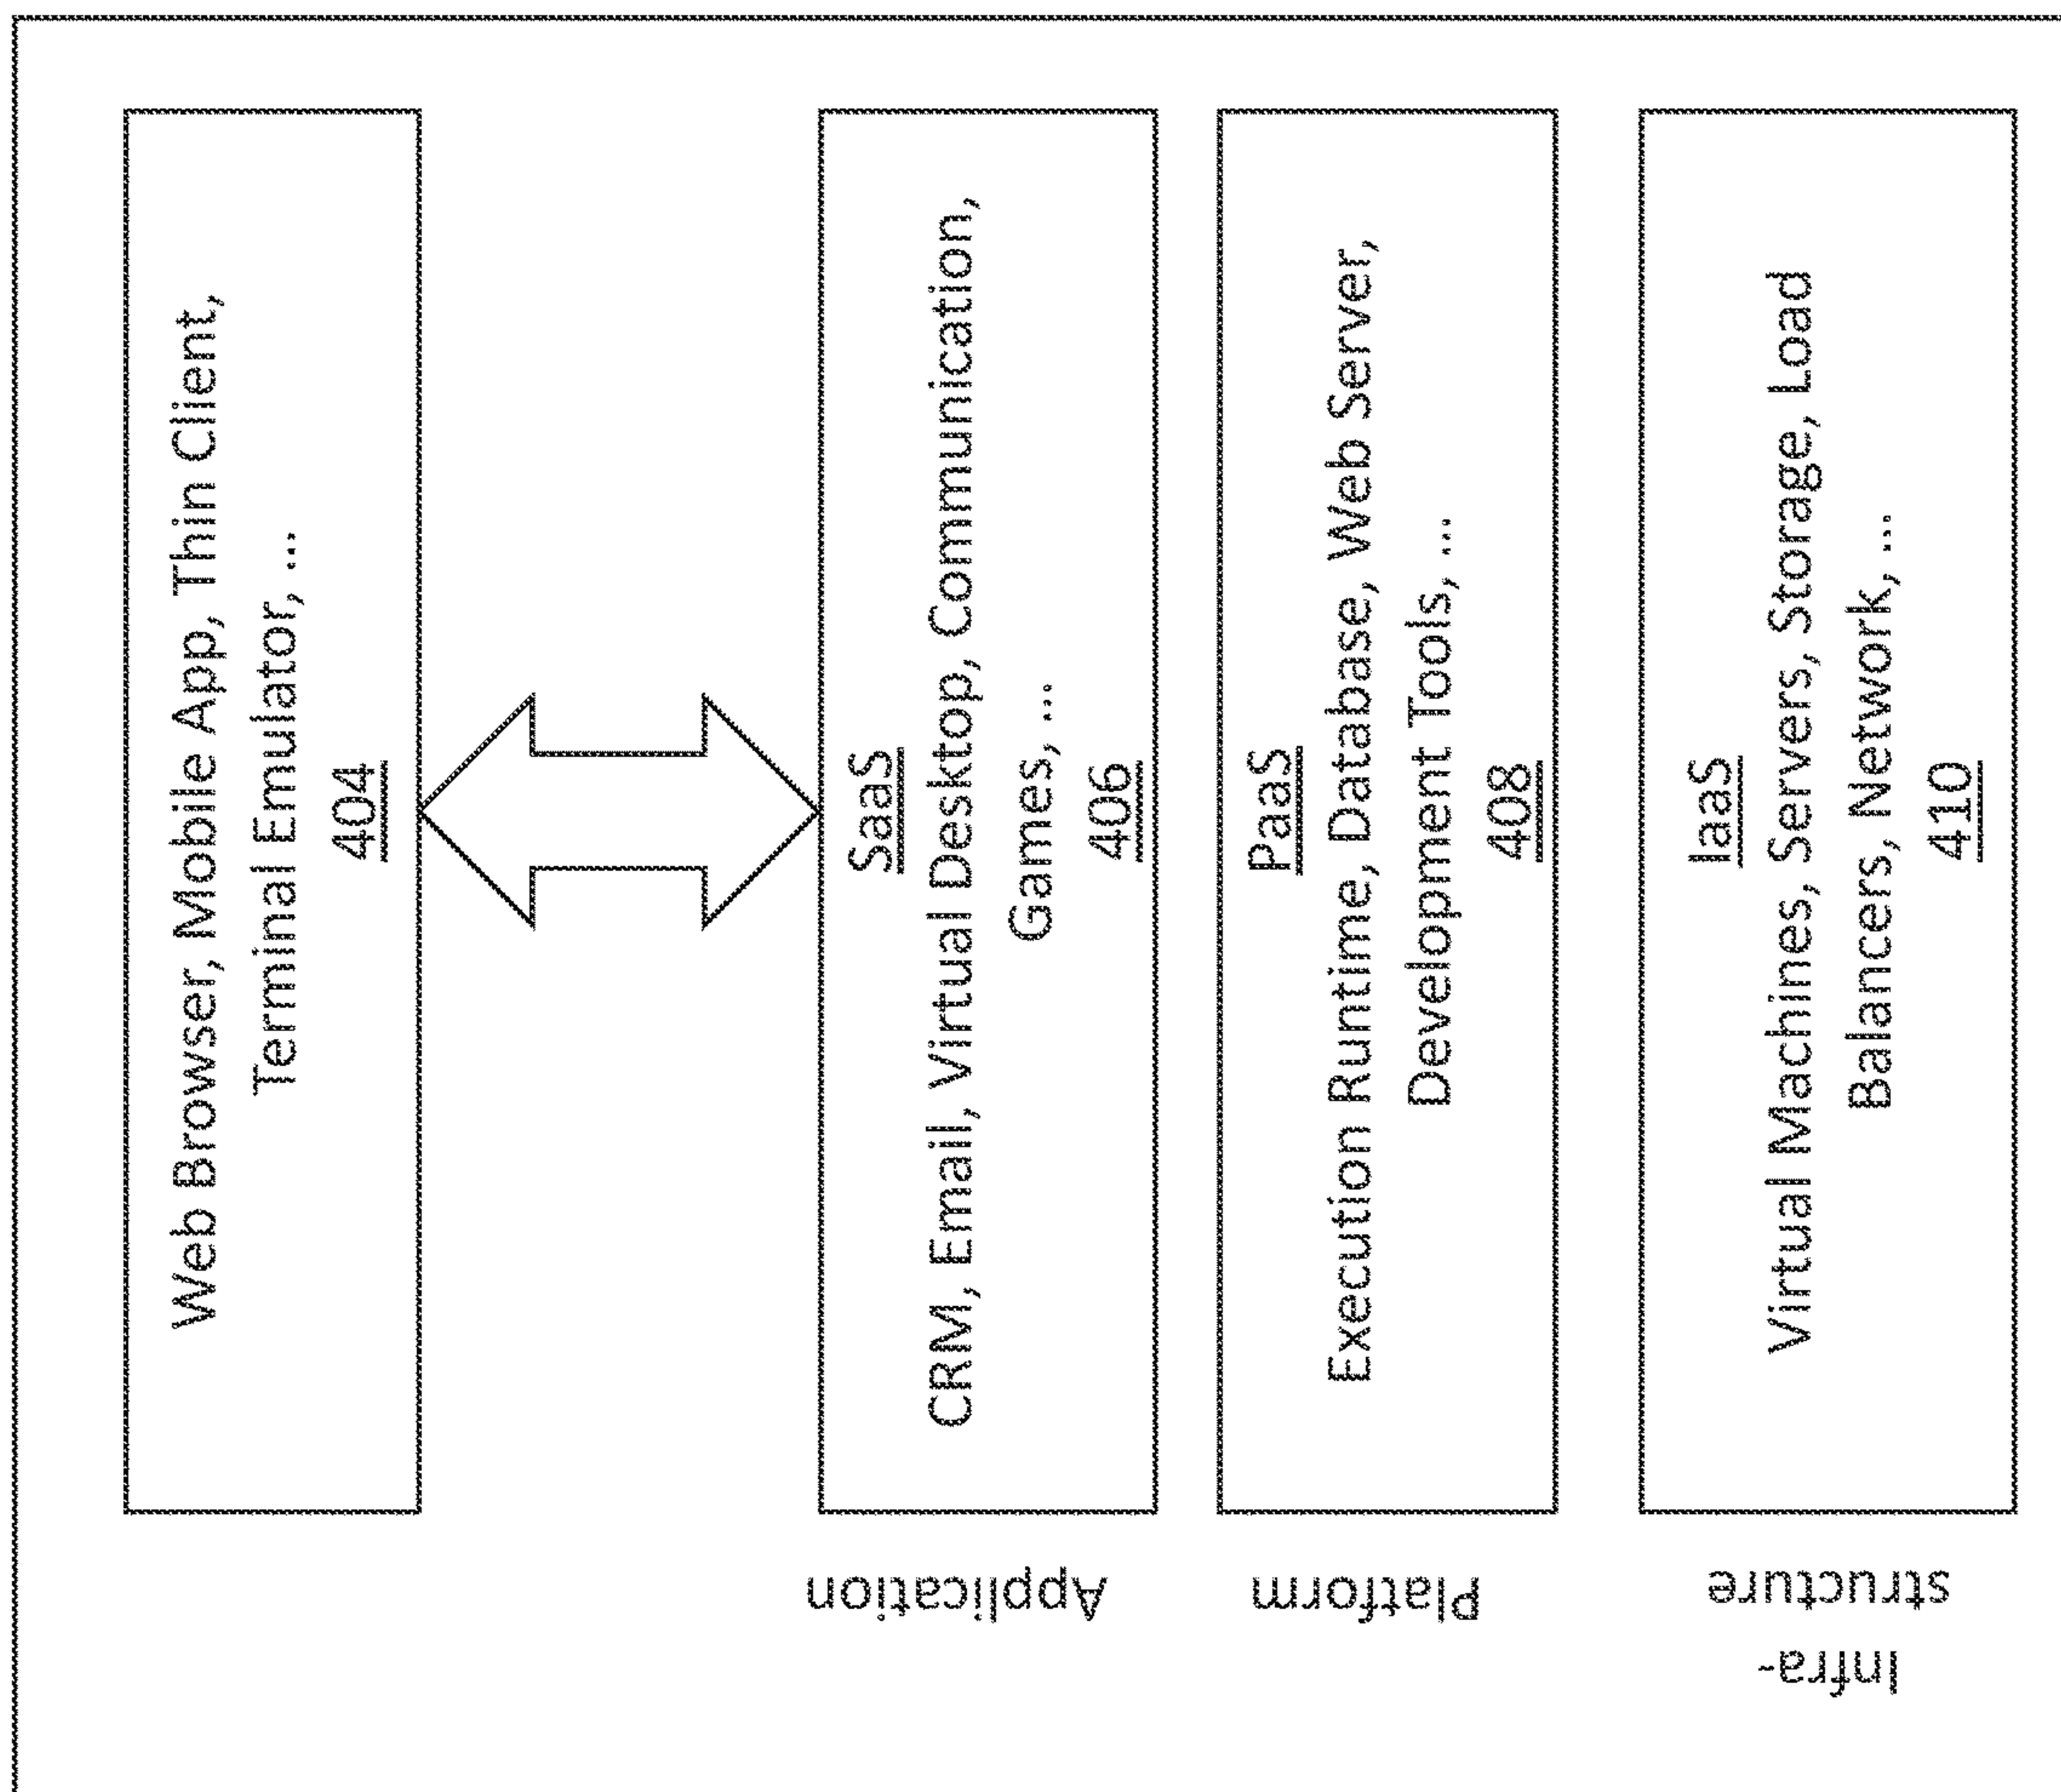 Web Browser, Mobile App, Thin Client,
Terminal Emulator, ...
404
Application
SaaS
CRM, Email, Virtual Desktop, Communication,
Games, ...
406
Platform
PaaS
Execution Runtime, Database, Web Server,
Development Tools, ...
408
Infra-
structure
IaaS
Virtual Machines, Servers, Storage, Load
Balancers, Network, ...
410